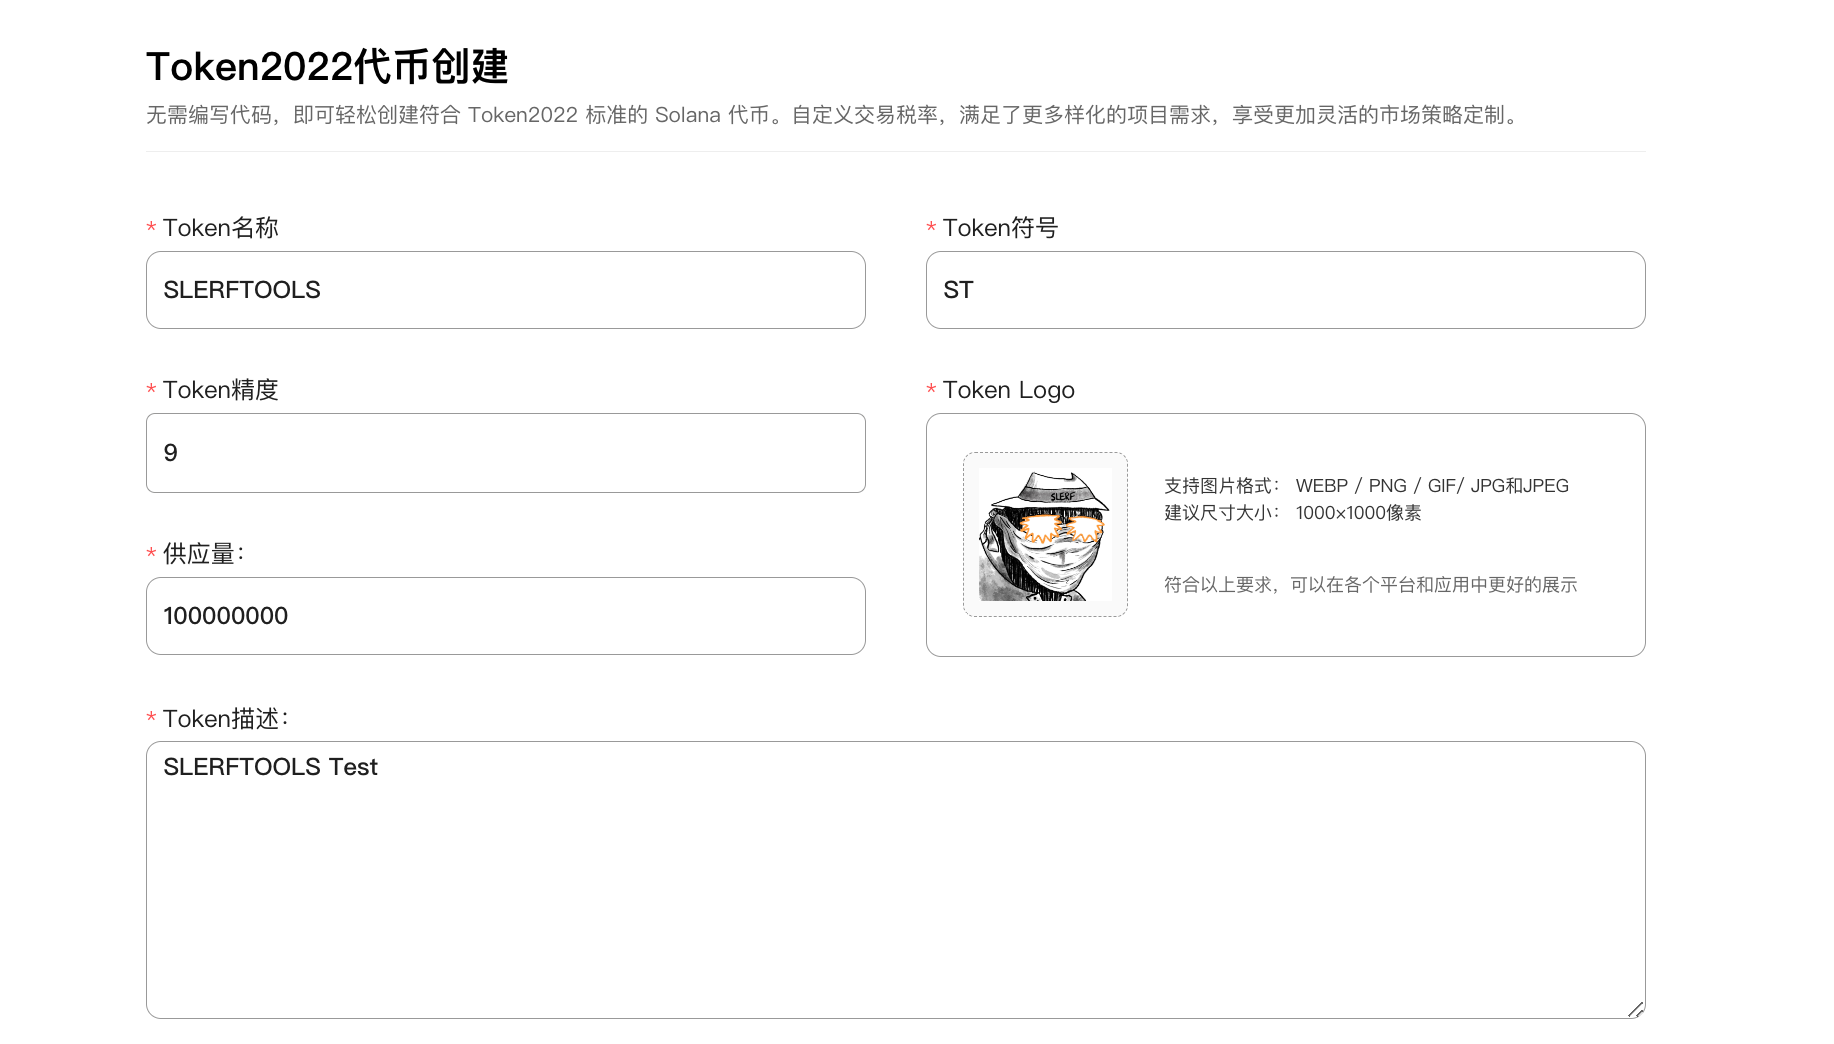 Token2022代币创建
无需编写代码，即可轻松创建符合 Token2022 标准的 Solana 代币。自定义交易税率，满足了更多样化的项目需求，享受更加灵活的市场策略定制。
* Token名称
SLERFTOOLS
* Token符号
ST
* Token精度
9
* Token Logo
SLERF
支持图片格式： WEBP / PNG / GIF/ JPG和JPEG
建议尺寸大小： 1000×1000像素
符合以上要求，可以在各个平台和应用中更好的展示
* 供应量：
100000000
* Token描述：
SLERFTOOLS Test